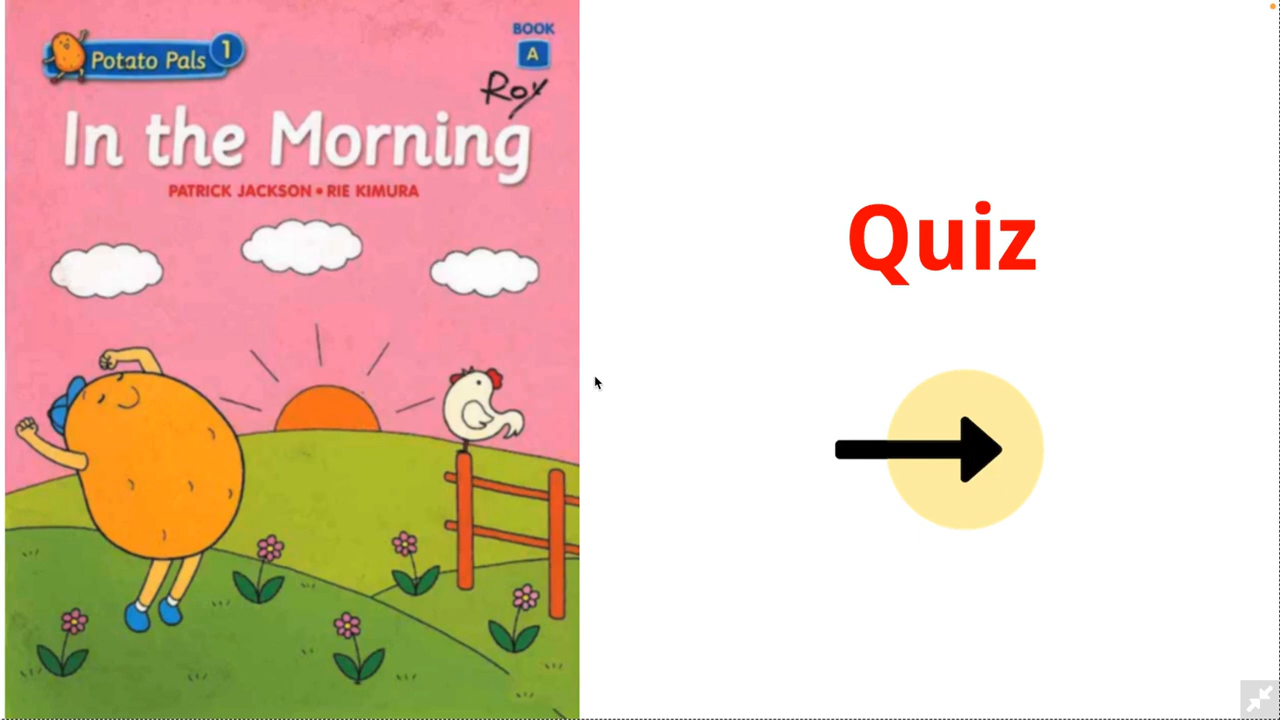 BOOK
Potato Pals 1
A
Roy
In the Morning
PATRICK JACKSON • RIE KIMURA
Quiz